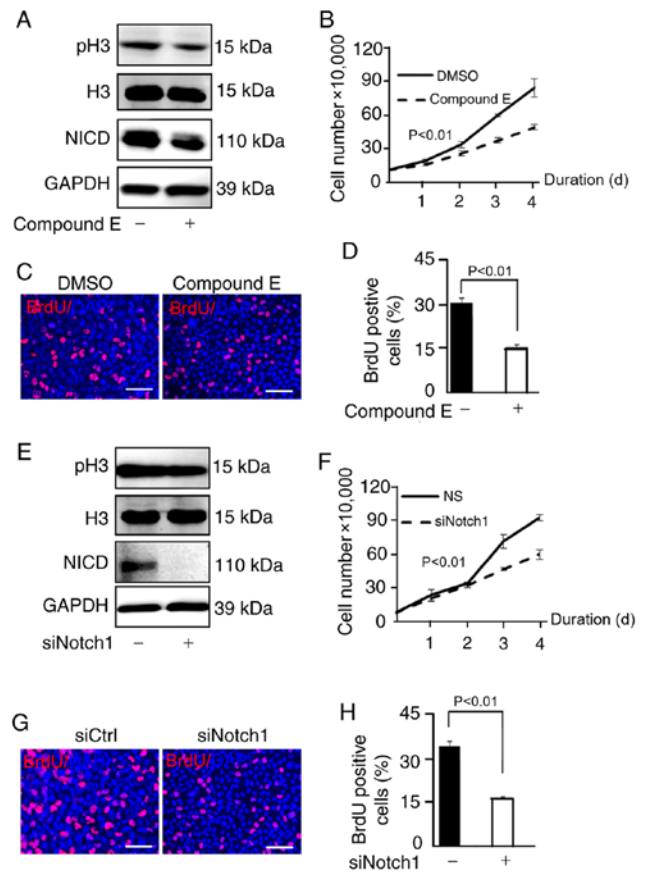 A
pH3
15 kDa
H3
15 kDa
NICD
110 kDa
GAPDH
39 kDa
Compound E – +
B
Cell number ×10,000
120
90
60
30
0
DMSO
Compound E
P<0.01
1 2 3 4
Duration (d)
C
DMSO
Compound E
BrdU/
BrdU/
D
BrdU postive
cells (%)
45
30
15
0
P<0.01
Compound E – +
E
pH3
15 kDa
H3
15 kDa
NICD
110 kDa
GAPDH
39 kDa
siNotch1 – +
F
Cell number ×10,000
120
90
60
30
0
NS
siNotch1
P<0.01
1 2 3 4
Duration (d)
G
siCtrl
siNotch1
BrdU/
BrdU/
H
BrdU positive
cells (%)
45
30
15
0
P<0.01
siNotch1 – +